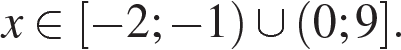 x ∈ [−2; −1) ∪ (0; 9].